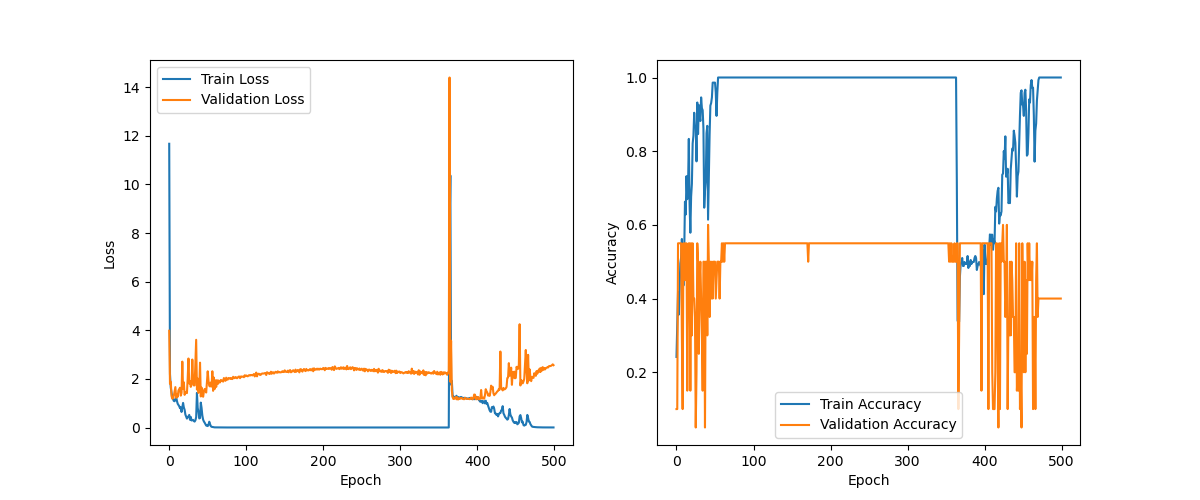 Train Loss
Validation Loss
Loss
14
12
10
8
6
4
2
0
0 100 200 300 400 500
Epoch
Accuracy
1.0
0.8
0.6
0.4
0.2
Train Accuracy
Validation Accuracy
0 100 200 300 400 500
Epoch